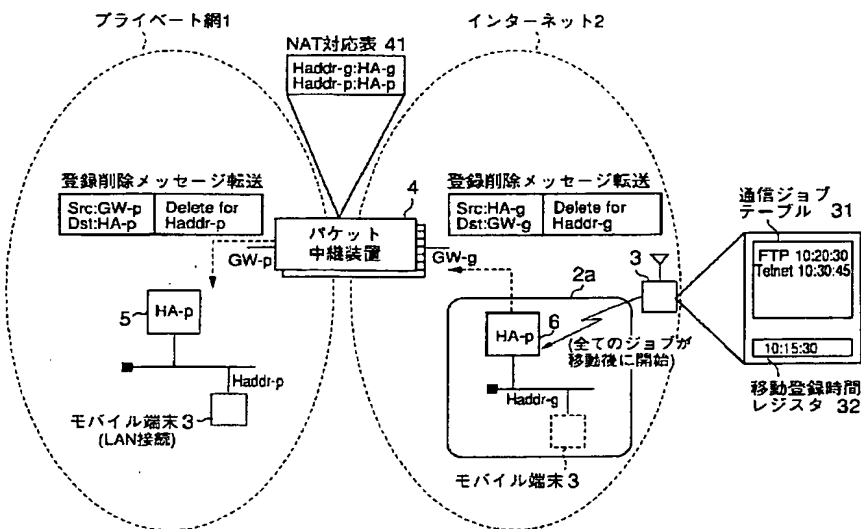 プライベート網1
インターネット2
NAT対応表 41
Haddr-g:HA-g
Haddr-p:HA-p
登録削除メッセージ転送
Src:GW-p
Dst:HA-p
Delete for
Haddr-p
4
パケット
中継装置
GW-p
GW-g
登録削除メッセージ転送
Src:HA-g
Dst:GW-g
Delete for
Haddr-g
通信ジョブ
テーブル 31
FTP 10:20:30
Telnet 10:30:45
10:15:30
移動登録時間
レジスタ 32
3
2a
5
HA-p
Haddr-p
モバイル端末3
(LAN接続)
HA-p
6
(全てのジョブが
移動後に開始)
Haddr-g
モバイル端末3